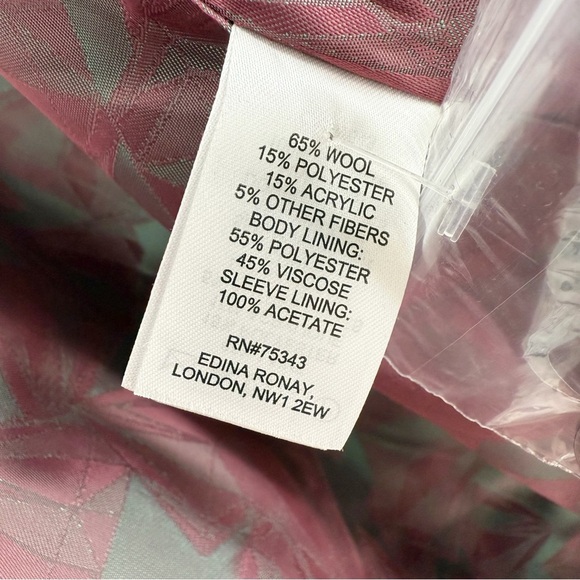 65% WOOL
15% POLYESTER
15% ACRYLIC
5% OTHER FIBERS
BODY LINING:
55% POLYESTER
45% VISCOSE
SLEEVE LINING:
100% ACETATE
RN#75343
EDINA RONAY,
LONDON, NW1 2EW